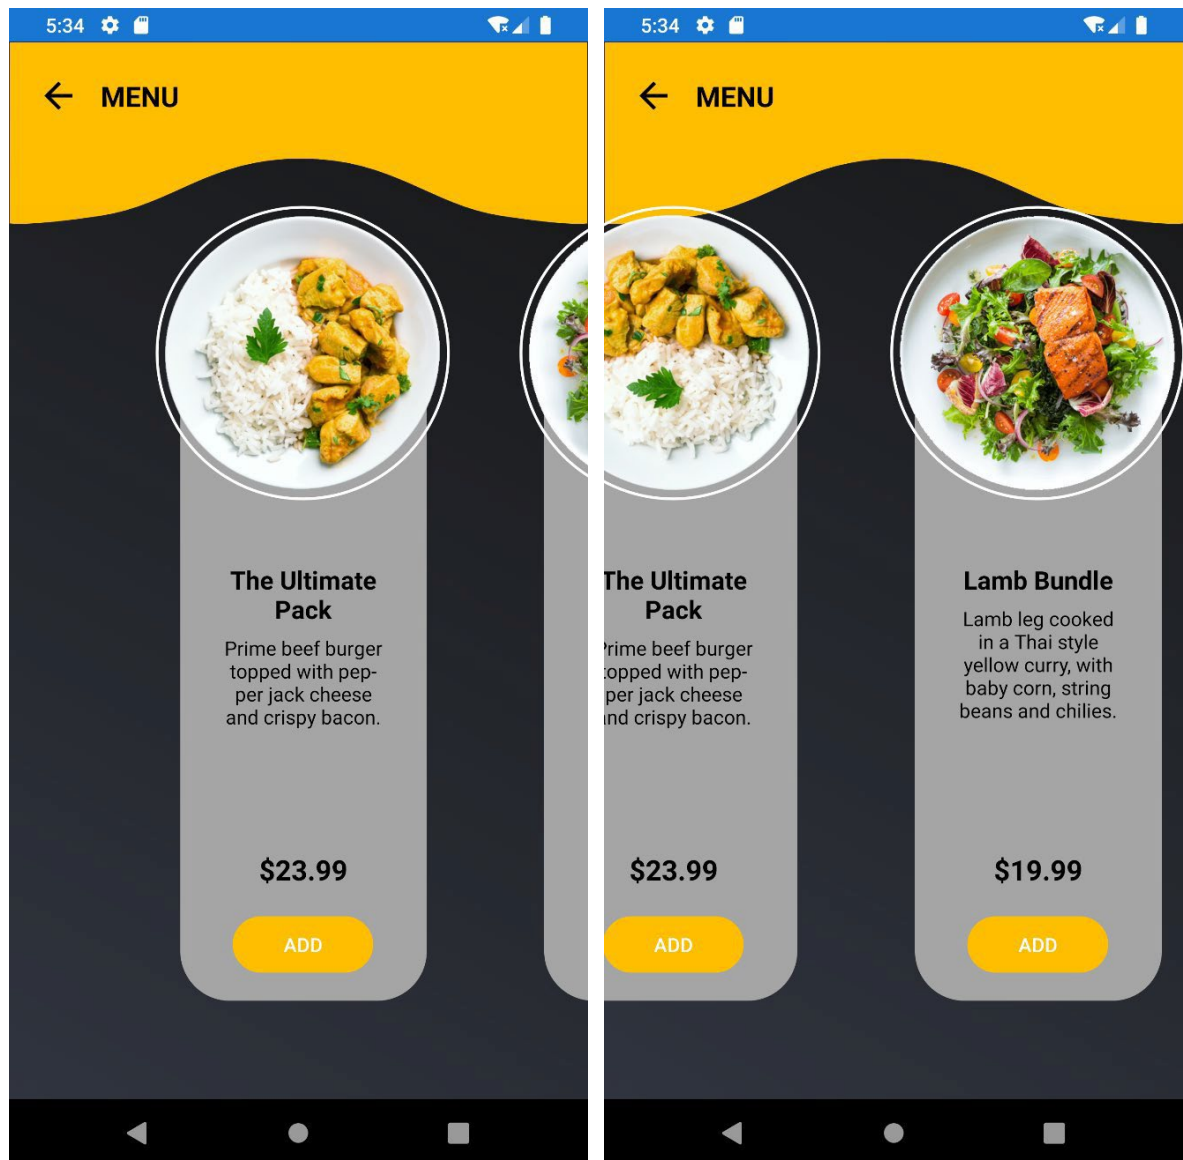 5:34
MENU
The Ultimate
Pack
Prime beef burger
topped with pep-
per jack cheese
and crispy bacon.
$23.99
ADD
5:34
MENU
The Ultimate
Pack
Prime beef burger
topped with pep-
per jack cheese
and crispy bacon.
$23.99
ADD
Lamb Bundle
Lamb leg cooked
in a Thai style
yellow curry, with
baby corn, string
beans and chilies.
$19.99
ADD